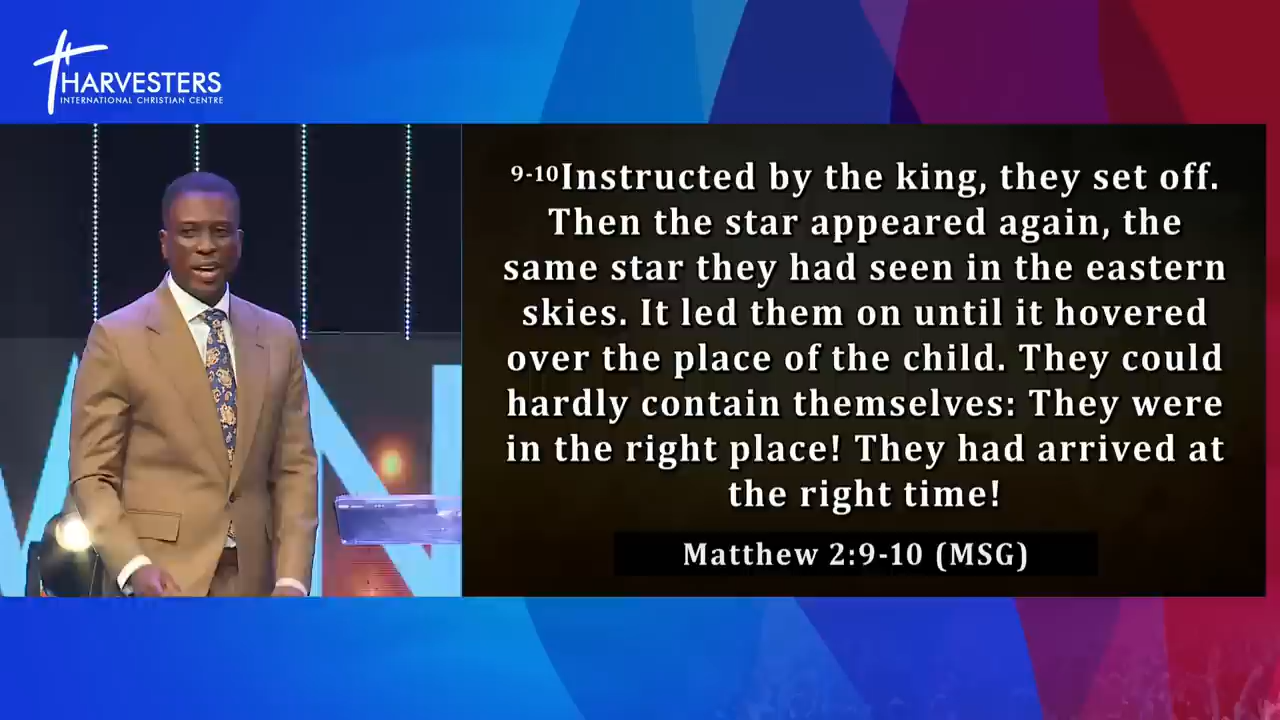 HARVESTERS
INTERNATIONAL CHRISTIAN CENTRE
9-10Instructed by the king, they set off.
Then the star appeared again, the
same star they had seen in the eastern
skies. It led them on until it hovered
over the place of the child. They could
hardly contain themselves: They were
in the right place! They had arrived at
the right time!
Matthew 2:9-10 (MSG)